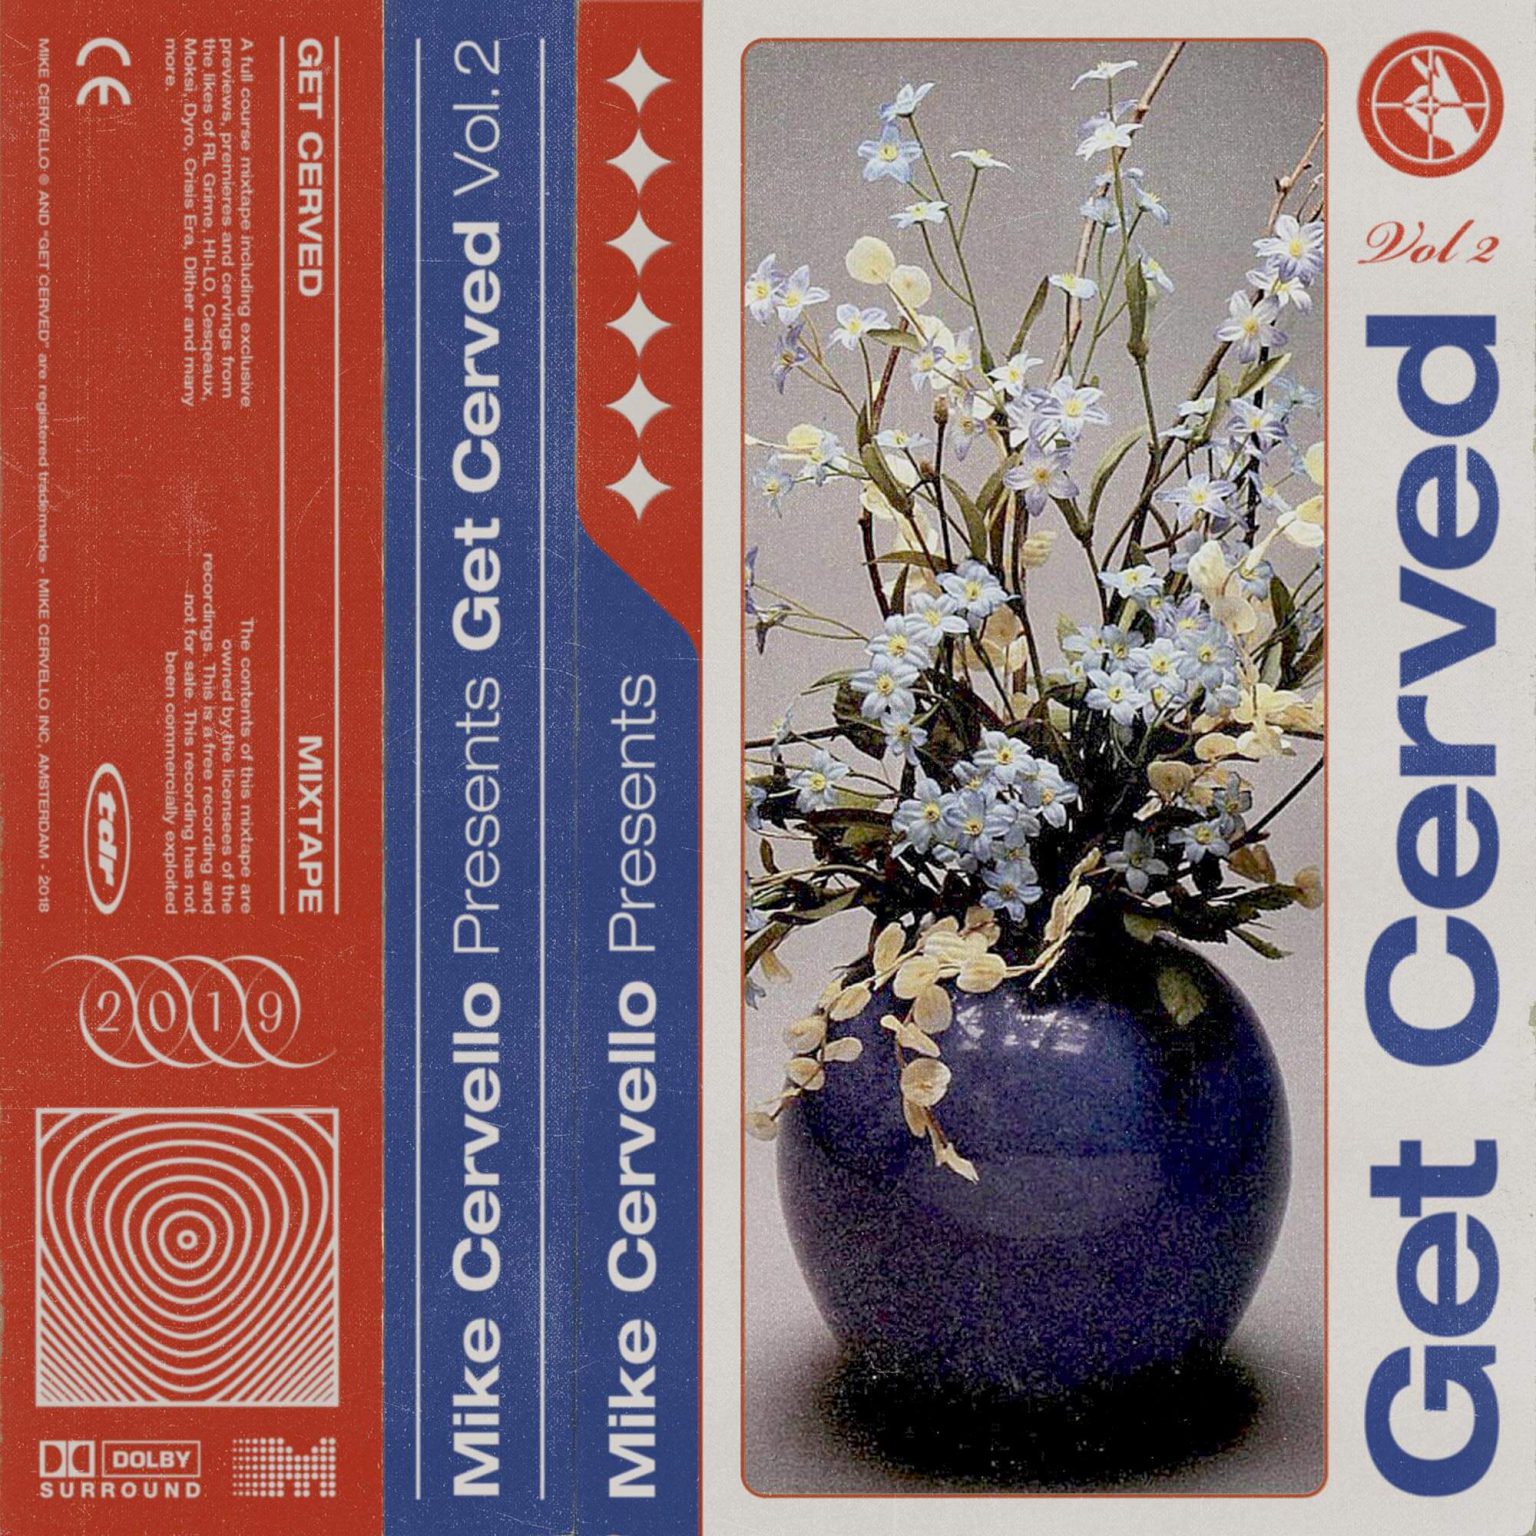 GET CERVED
MIXTAPE
A full course mixtape including exclusive
previews, premieres and cervings from
the likes of RL Grime, HI-LO, Cesqeaux,
Moksi, Dyro, Crisis Era, Dither and many
more.
The contents of this mixtape are
owned by the licensees of the
recordings. This is a free recording and
not for sale. This recording has not
been commercially exploited
CE
tdr
MIKE CERVELLO ® AND "GET CERVED" are registered trademarks - MIKE CERVELLO INC, AMSTERDAM - 2018
2019
DOLBY
SURROUND
M
Mike Cervello Presents Get Cerved Vol.2
Mike Cervello Presents
Vol 2
Get Cerved